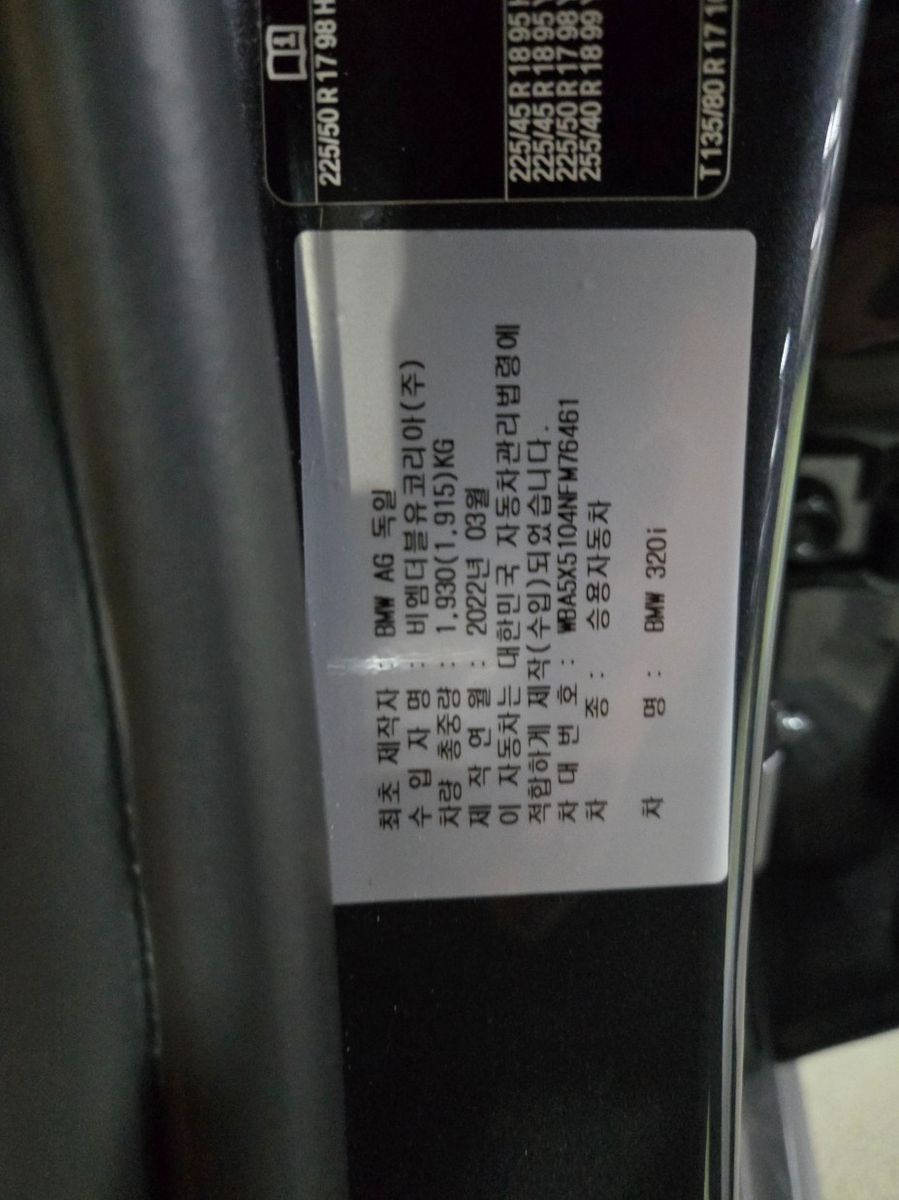 225/50 R 17 98 H
225/45 R 18 95
225/45 R 18 95 Y
225/50 R 17 98 Y
255/40 R 18 99 Y
T 135/80 R 17
최초 제작자 : BMW AG 독일
수 입 자 명 : 비엠더블유코리아(주)
차량 총중량 : 1,930(1,915)KG
제 작 연 월 : 2022년 03월
이 자동차는 대한민국 자동차관리법령에
적합하게 제작(수입)되었습니다.
차 대 번 호 : WBA5X5104NFM76461
차 종 : 승용자동차
차 명 : BMW 320i